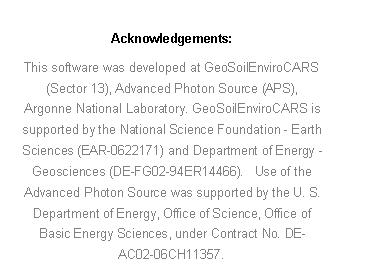 Acknowledgements:
This software was developed at GeoSoilEnviroCARS
(Sector 13), Advanced Photon Source (APS),
Argonne National Laboratory. GeoSoilEnviroCARS is
supported by the National Science Foundation - Earth
Sciences (EAR-0622171) and Department of Energy -
Geosciences (DE-FG02-94ER14466). Use of the
Advanced Photon Source was supported by the U. S.
Department of Energy, Office of Science, Office of
Basic Energy Sciences, under Contract No. DE-
AC02-06CH11357.